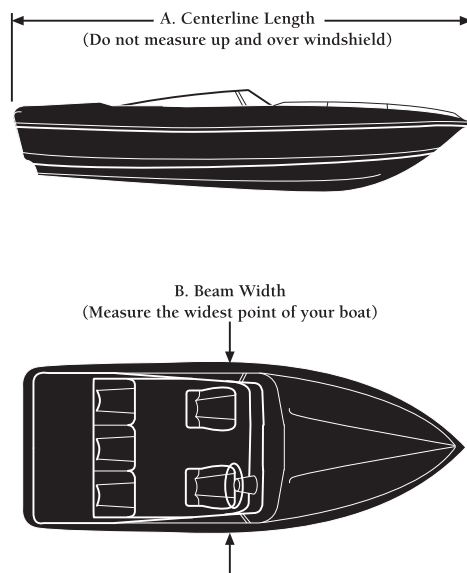 A. Centerline Length
(Do not measure up and over windshield)
B. Beam Width
(Measure the widest point of your boat)